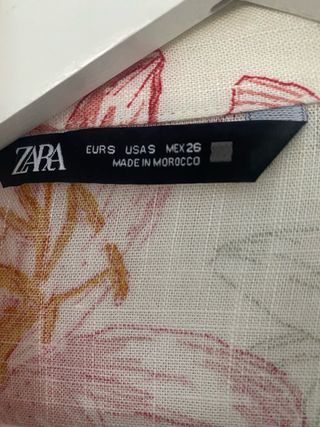 ZARA
EUR S USA S MEX 26
MADE IN MOROCCO